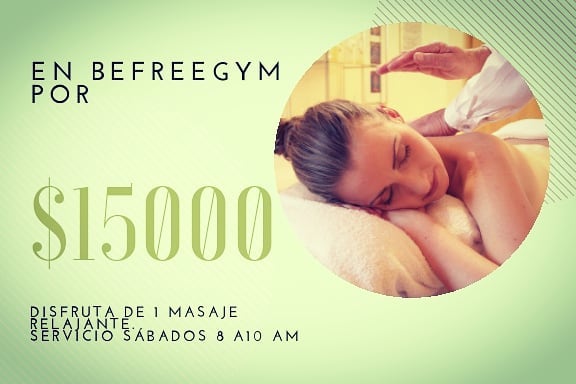 EN BEFREEGYM
POR
$15000
DISFRUTA DE 1 MASAJE
RELAJANTE.
SERVICIO SÁBADOS 8 A10 AM